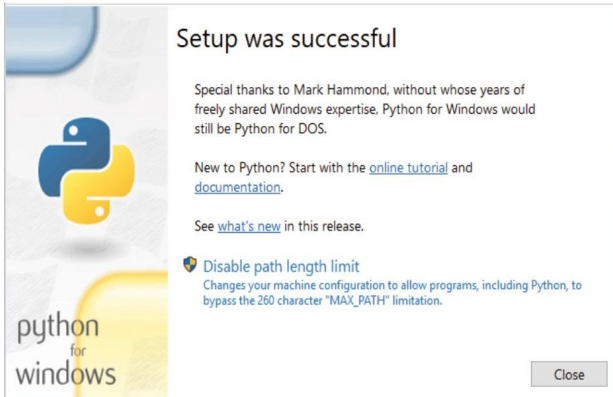 Setup was successful
Special thanks to Mark Hammond, without whose years of
freely shared Windows expertise, Python for Windows would
still be Python for DOS.
New to Python? Start with the online tutorial and
documentation.
See what's new in this release.
Disable path length limit
Changes your machine configuration to allow programs, including Python, to
bypass the 260 character "MAX_PATH" limitation.
python
for
windows
Close